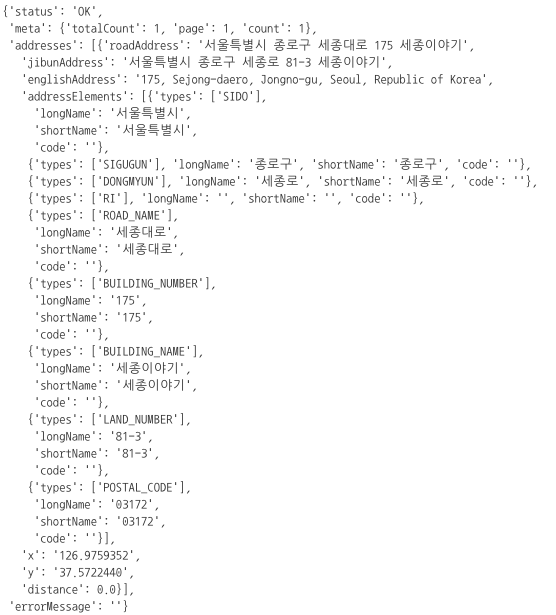 {'status': 'OK',
'meta': {'totalCount': 1, 'page': 1, 'count': 1},
'addresses': [{'roadAddress': '서울특별시 종로구 세종대로 175 세종이야기',
'jibunAddress': '서울특별시 종로구 세종로 81-3 세종이야기',
'englishAddress': '175, Sejong-daero, Jongno-gu, Seoul, Republic of Korea',
'addressElements': [{'types': ['SIDO'],
'longName': '서울특별시',
'shortName': '서울특별시',
'code': ''},
{'types': ['SIGUGUN'], 'longName': '종로구', 'shortName': '종로구', 'code': ''},
{'types': ['DONGMYUN'], 'longName': '세종로', 'shortName': '세종로', 'code': ''},
{'types': ['RI'], 'longName': '', 'shortName': '', 'code': ''},
{'types': ['ROAD_NAME'],
'longName': '세종대로',
'shortName': '세종대로',
'code': ''},
{'types': ['BUILDING_NUMBER'],
'longName': '175',
'shortName': '175',
'code': ''},
{'types': ['BUILDING_NAME'],
'longName': '세종이야기',
'shortName': '세종이야기',
'code': ''},
{'types': ['LAND_NUMBER'],
'longName': '81-3',
'shortName': '81-3',
'code': ''},
{'types': ['POSTAL_CODE'],
'longName': '03172',
'shortName': '03172',
'code': ''}],
'x': '126.9759352',
'y': '37.5722440',
'distance': 0.0}],
'errorMessage': ''}